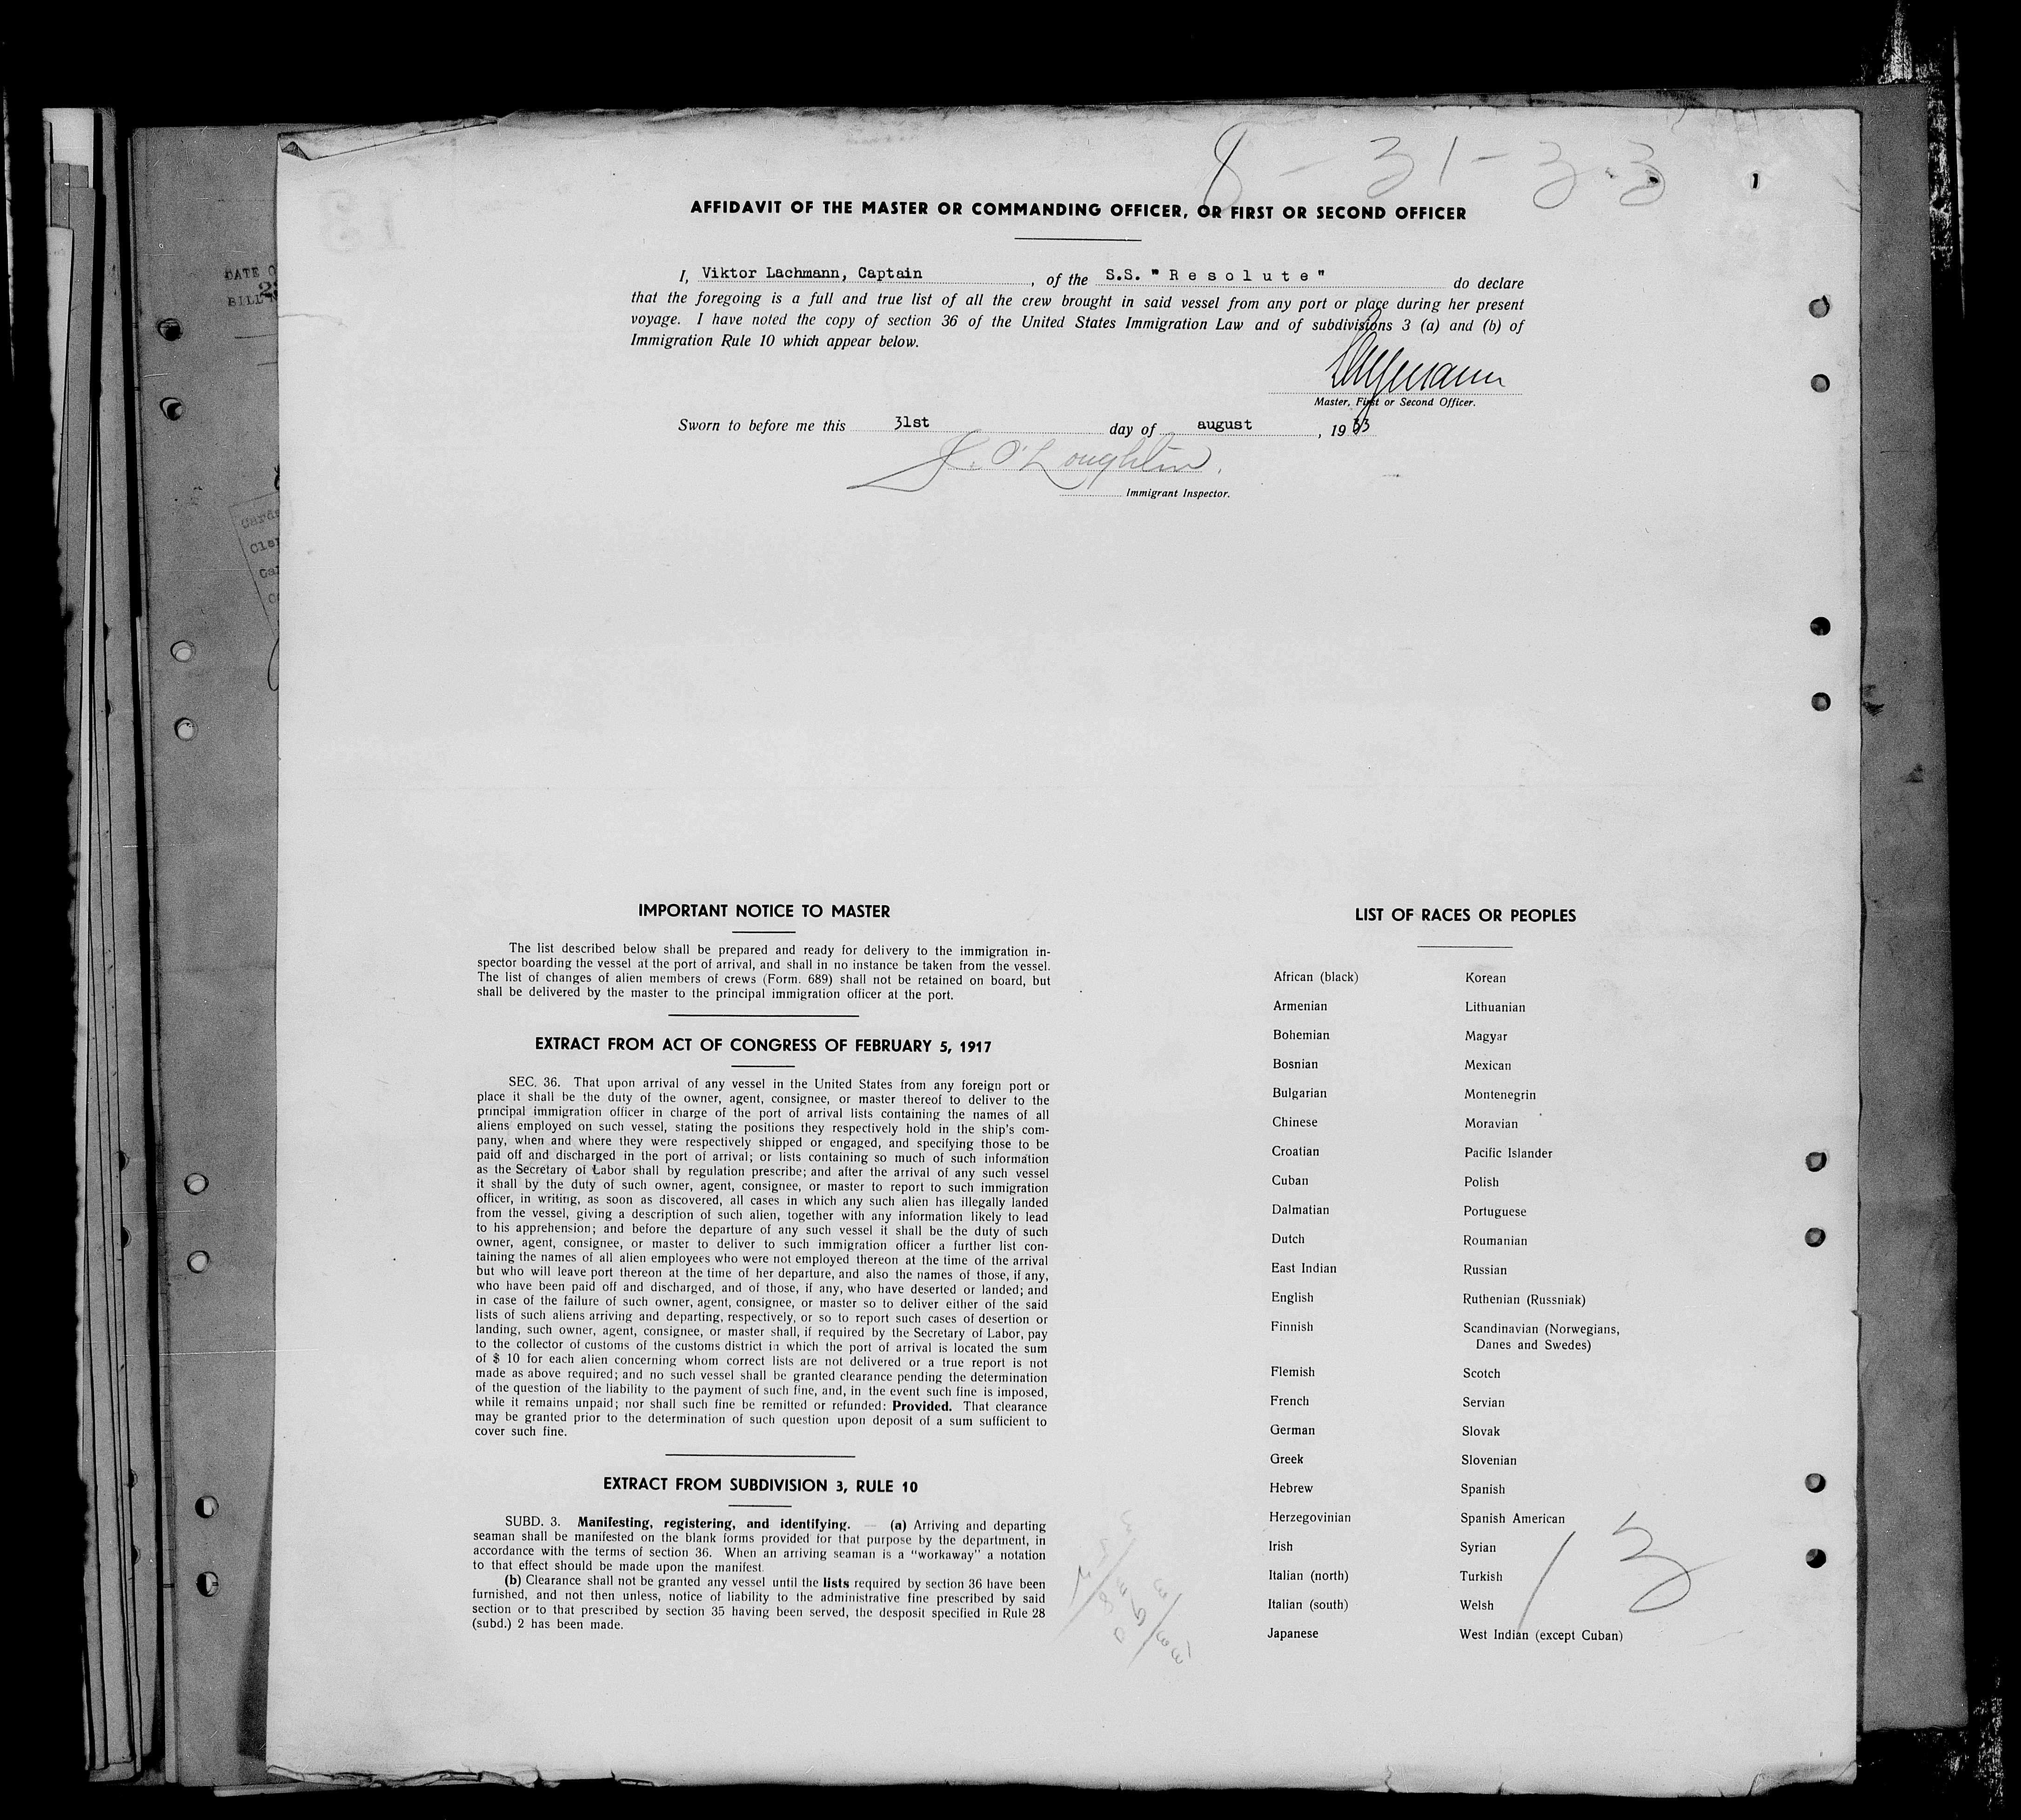 8-31-33
1
AFFIDAVIT OF THE MASTER OR COMMANDING OFFICER, OR FIRST OR SECOND OFFICER
I, Viktor Lachmann, Captain, of the S.S. "Resolute" do declare
that the foregoing is a full and true list of all the crew brought in said vessel from any port or place during her present
voyage. I have noted the copy of section 36 of the United States Immigration Law and of subdivisions 3 (a) and (b) of
Immigration Rule 10 which appear below.
Master, First or Second Officer.
Sworn to before me this 31st day of august, 1933
O'Loughlin.
Immigrant Inspector.
IMPORTANT NOTICE TO MASTER
The list described below shall be prepared and ready for delivery to the immigration in-
spector boarding the vessel at the port of arrival, and shall in no instance be taken from the vessel.
The list of changes of alien members of crews (Form. 689) shall not be retained on board, but
shall be delivered by the master to the principal immigration officer at the port.
EXTRACT FROM ACT OF CONGRESS OF FEBRUARY 5, 1917
SEC. 36. That upon arrival of any vessel in the United States from any foreign port or
place it shall be the duty of the owner, agent, consignee, or master thereof to deliver to the
principal immigration officer in charge of the port of arrival lists containing the names of all
aliens employed on such vessel, stating the positions they respectively hold in the ship's com-
pany, when and where they were respectively shipped or engaged, and specifying those to be
paid off and discharged in the port of arrival; or lists containing so much of such information
as the Secretary of Labor shall by regulation prescribe; and after the arrival of any such vessel
it shall by the duty of such owner, agent, consignee, or master to report to such immigration
officer, in writing, as soon as discovered, all cases in which any such alien has illegally landed
from the vessel, giving a description of such alien, together with any information likely to lead
to his apprehension; and before the departure of any such vessel it shall be the duty of such
owner, agent, consignee, or master to deliver to such immigration officer a further list con-
taining the names of all alien employees who were not employed thereon at the time of the arrival
but who will leave port thereon at the time of her departure, and also the names of those, if any,
who have been paid off and discharged, and of those, if any, who have deserted or landed; and
in case of the failure of such owner, agent, consignee, or master so to deliver either of the said
lists of such aliens arriving and departing, respectively, or so to report such cases of desertion or
landing, such owner, agent, consignee, or master shall, if required by the Secretary of Labor, pay
to the collector of customs of the customs district in which the port of arrival is located the sum
of $ 10 for each alien concerning whom correct lists are not delivered or a true report is not
made as above required; and no such vessel shall be granted clearance pending the determination
of the question of the liability to the payment of such fine, and, in the event such fine is imposed,
while it remains unpaid; nor shall such fine be remitted or refunded: Provided. That clearance
may be granted prior to the determination of such question upon deposit of a sum sufficient to
cover such fine.
EXTRACT FROM SUBDIVISION 3, RULE 10
SUBD. 3. Manifesting, registering, and identifying. — (a) Arriving and departing
seaman shall be manifested on the blank forms provided for that purpose by the department, in
accordance with the terms of section 36. When an arriving seaman is a "workaway" a notation
to that effect should be made upon the manifest.
(b) Clearance shall not be granted any vessel until the lists required by section 36 have been
furnished, and not then unless, notice of liability to the administrative fine prescribed by said
section or to that prescribed by section 35 having been served, the desposit specified in Rule 28
(subd.) 2 has been made.
LIST OF RACES OR PEOPLES
African (black)
Armenian
Bohemian
Bosnian
Bulgarian
Chinese
Croatian
Cuban
Dalmatian
Dutch
East Indian
English
Finnish
Flemish
French
German
Greek
Hebrew
Herzegovinian
Irish
Italian (north)
Italian (south)
Japanese
Korean
Lithuanian
Magyar
Mexican
Montenegrin
Moravian
Pacific Islander
Polish
Portuguese
Roumanian
Russian
Ruthenian (Russniak)
Scandinavian (Norwegians,
Danes and Swedes)
Scotch
Servian
Slovak
Slovenian
Spanish
Spanish American
Syrian
Turkish
Welsh
West Indian (except Cuban)
13